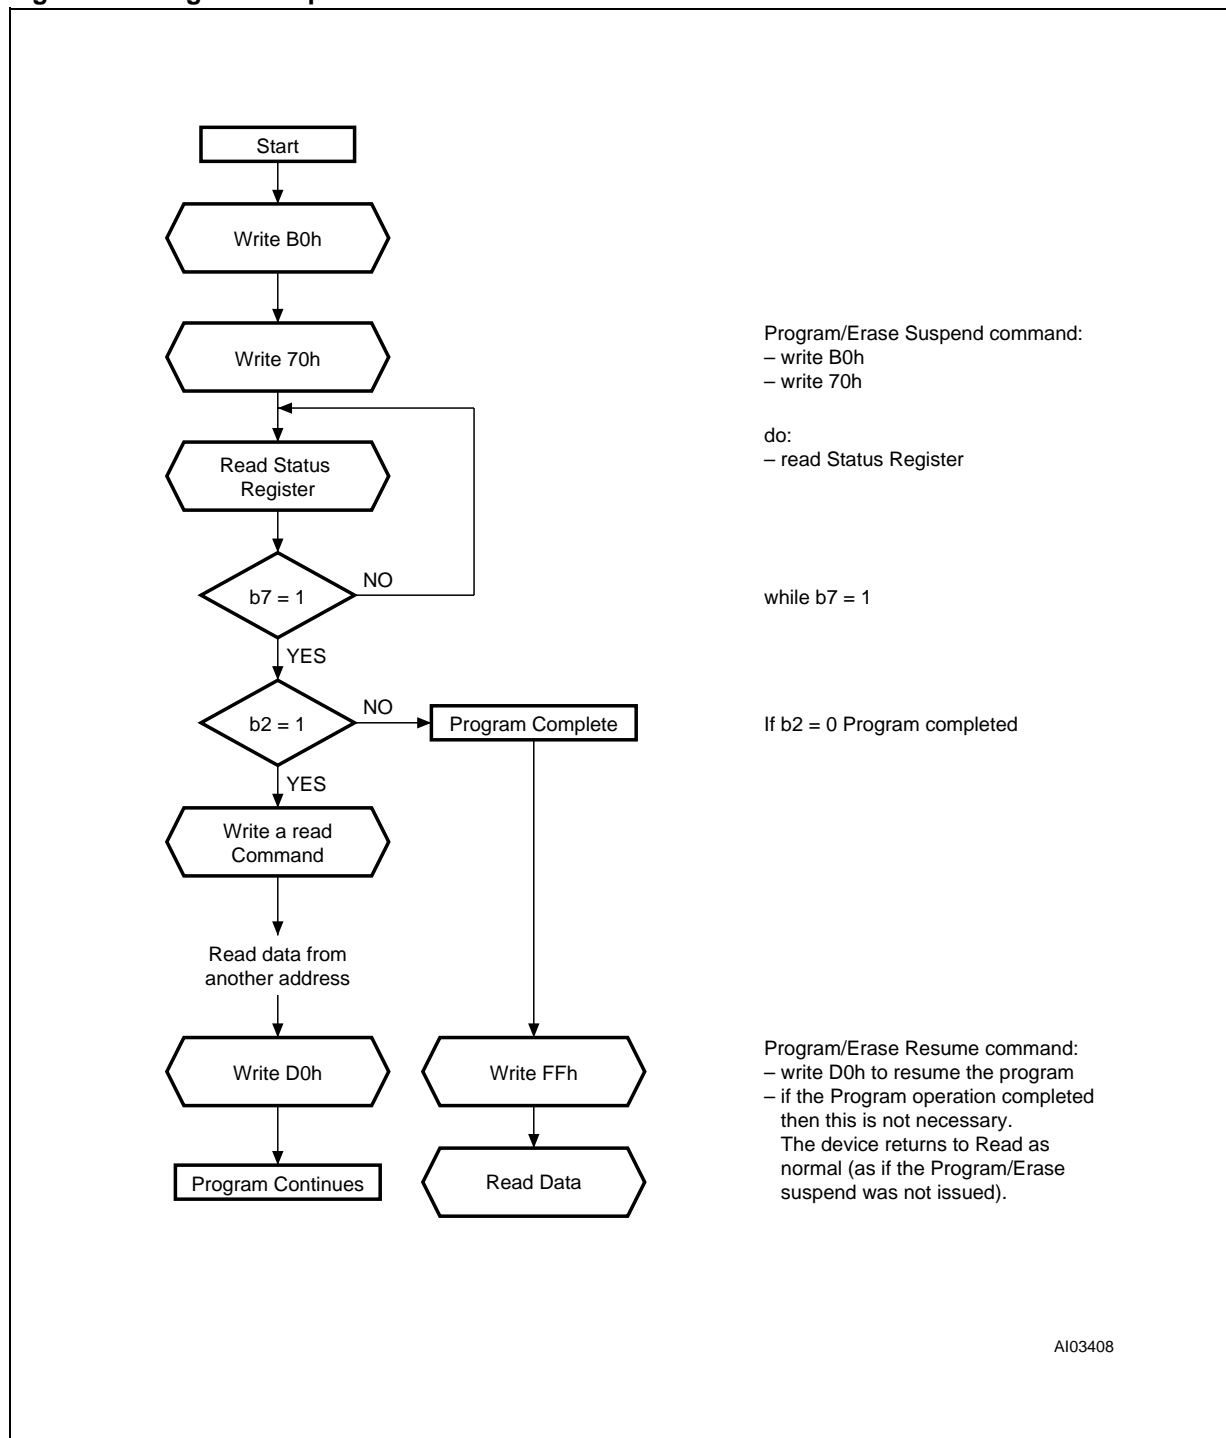 Start
Write B0h
Write 70h
Program/Erase Suspend command:
– write B0h
– write 70h
do:
– read Status Register
Read Status
Register
b7 = 1
NO
while b7 = 1
YES
b2 = 1
NO
Program Complete
If b2 = 0 Program completed
YES
Write a read
Command
Read data from
another address
Write D0h
Write FFh
Program/Erase Resume command:
– write D0h to resume the program
– if the Program operation completed
then this is not necessary.
The device returns to Read as
normal (as if the Program/Erase
suspend was not issued).
Program Continues
Read Data
AI03408